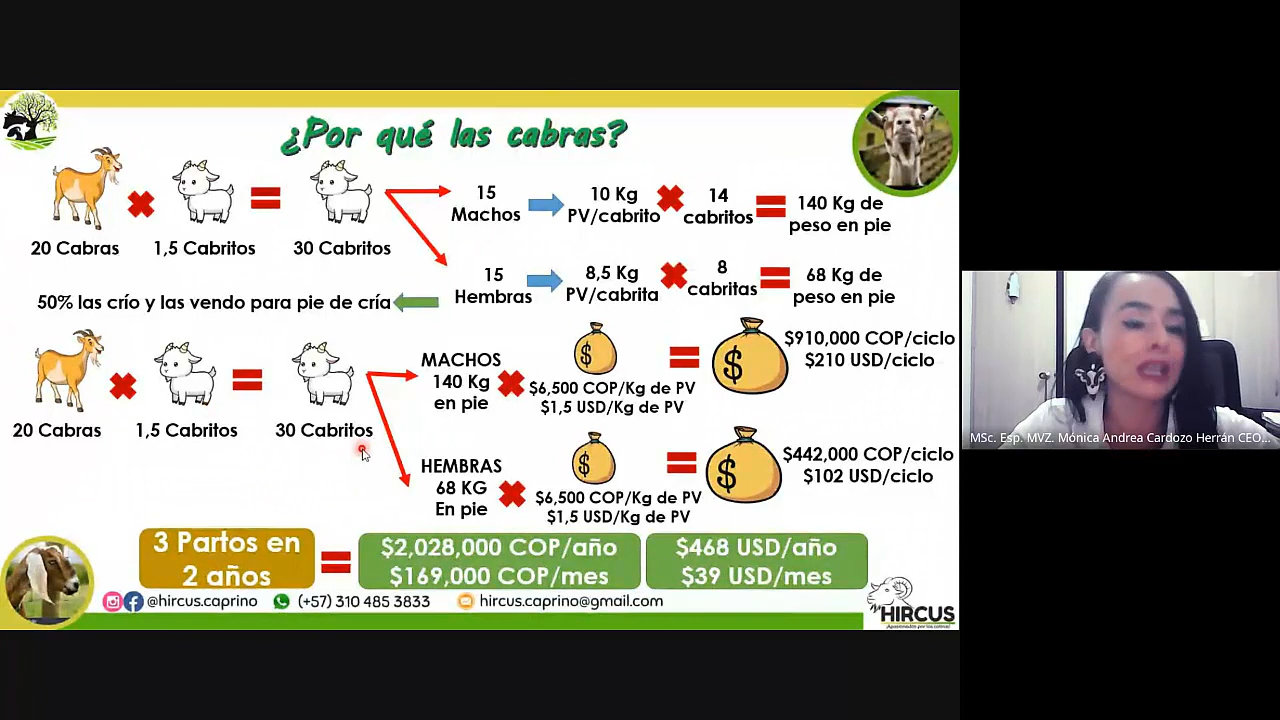 ¿Por qué las cabras?
20 Cabras
1,5 Cabritos
30 Cabritos
15
Machos
10 Kg
PV/cabrito
14
cabritos
140 Kg de
peso en pie
15
Hembras
8,5 Kg
PV/cabrita
8
cabritas
68 Kg de
peso en pie
50% las crío y las vendo para pie de cría
20 Cabras
1,5 Cabritos
30 Cabritos
MACHOS
140 Kg
en pie
$
$6,500 COP/Kg de PV
$1,5 USD/Kg de PV
$
$910,000 COP/ciclo
$210 USD/ciclo
HEMBRAS
68 KG
En pie
$
$6,500 COP/Kg de PV
$1,5 USD/Kg de PV
$
$442,000 COP/ciclo
$102 USD/ciclo
3 Partos en
2 años
$2,028,000 COP/año
$169,000 COP/mes
$468 USD/año
$39 USD/mes
@hircus.caprino (+57) 310 485 3833 hircus.caprino@gmail.com
HIRCUS
¡Apasionados por las cabras!
MSc. Esp. MVZ. Mónica Andrea Cardozo Herrán CEO...